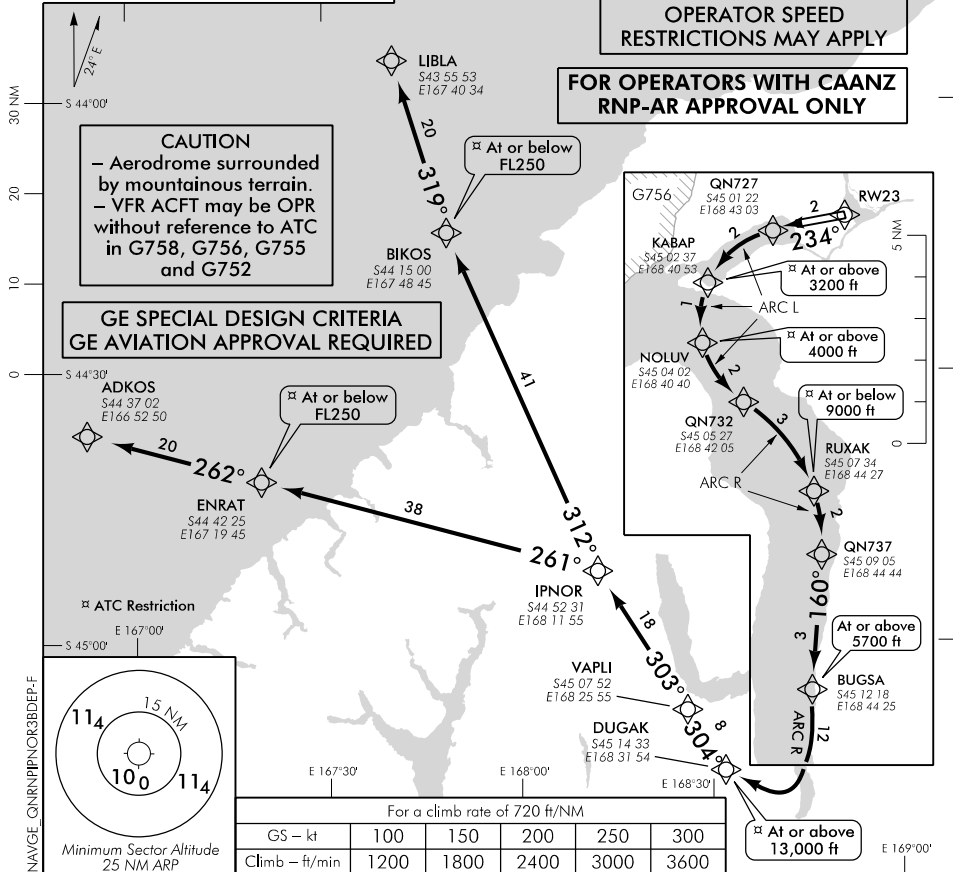 OPERATOR SPEED
RESTRICTIONS MAY APPLY
FOR OPERATORS WITH CAANZ
RNP-AR APPROVAL ONLY
24° E
30 NM
20
10
0
S 44°00'
S 44°30'
S 45°00'
CAUTION
– Aerodrome surrounded
by mountainous terrain.
– VFR ACFT may be OPR
without reference to ATC
in G758, G756, G755
and G752
GE SPECIAL DESIGN CRITERIA
GE AVIATION APPROVAL REQUIRED
LIBLA
S43 55 53
E167 40 34
20
319°
¤ At or below
FL250
BIKOS
S44 15 00
E167 48 45
41
312°
ADKOS
S44 37 02
E166 52 50
20
262°
¤ At or below
FL250
ENRAT
S44 42 25
E167 19 45
38
261°
IPNOR
S44 52 31
E168 11 55
18
303°
VAPLI
S45 07 52
E168 25 55
8
304°
DUGAK
S45 14 33
E168 31 54
¤ At or above
13,000 ft
G756
QN727
S45 01 22
E168 43 03
RW23
2
234°
2
KABAP
S45 02 37
E168 40 53
¤ At or above
3200 ft
ARC L
1
¤ At or above
4000 ft
NOLUV
S45 04 02
E168 40 40
2
QN732
S45 05 27
E168 42 05
3
¤ At or below
9000 ft
RUXAK
S45 07 34
E168 44 27
ARC R
2
QN737
S45 09 05
E168 44 44
160°
3
At or above
5700 ft
BUGSA
S45 12 18
E168 44 25
ARC R
12
5 NM
0
¤ ATC Restriction
E 167°00'
E 167°30'
E 168°00'
E 168°30'
E 169°00'
15 NM
114
100
114
Minimum Sector Altitude
25 NM ARP
For a climb rate of 720 ft/NM
GS – kt 100 150 200 250 300
Climb – ft/min 1200 1800 2400 3000 3600
NAVGE_QNRNPIPNOR3BDEP-F